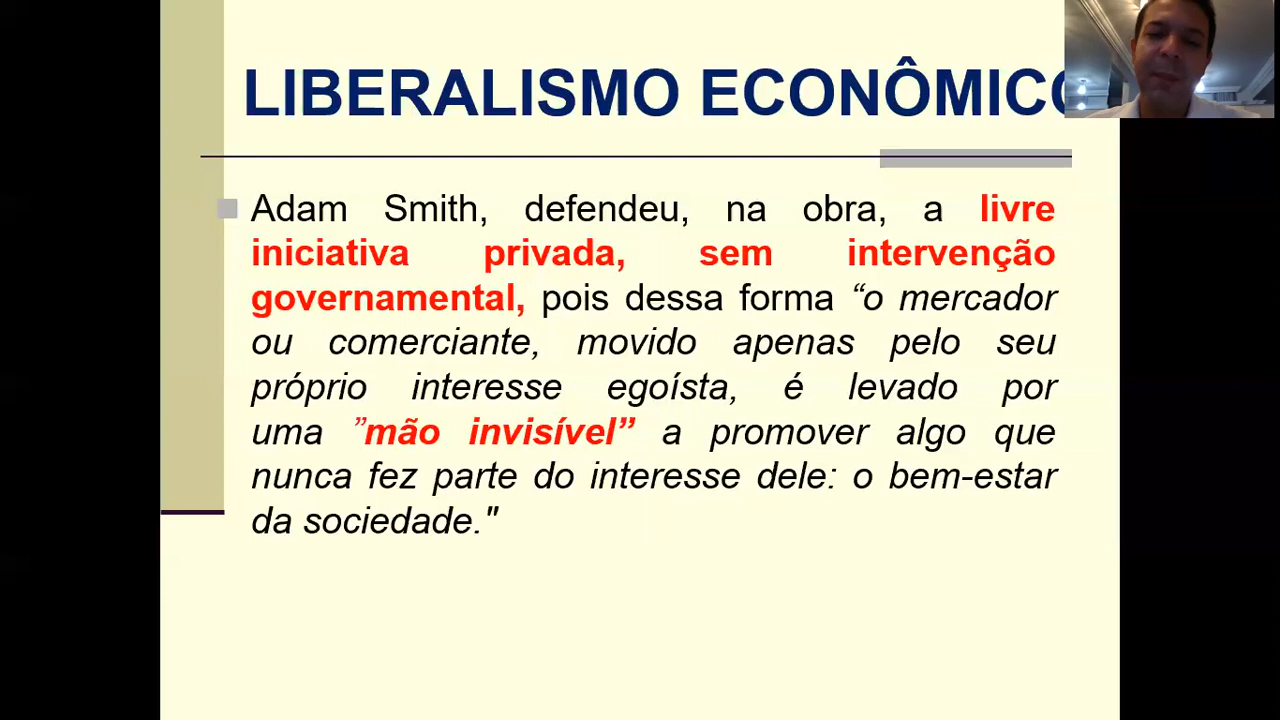 LIBERALISMO ECONÔMICO
Adam Smith, defendeu, na obra, a livre
iniciativa privada, sem intervenção
governamental, pois dessa forma “o mercador
ou comerciante, movido apenas pelo seu
próprio interesse egoísta, é levado por
uma ”mão invisível” a promover algo que
nunca fez parte do interesse dele: o bem-estar
da sociedade."